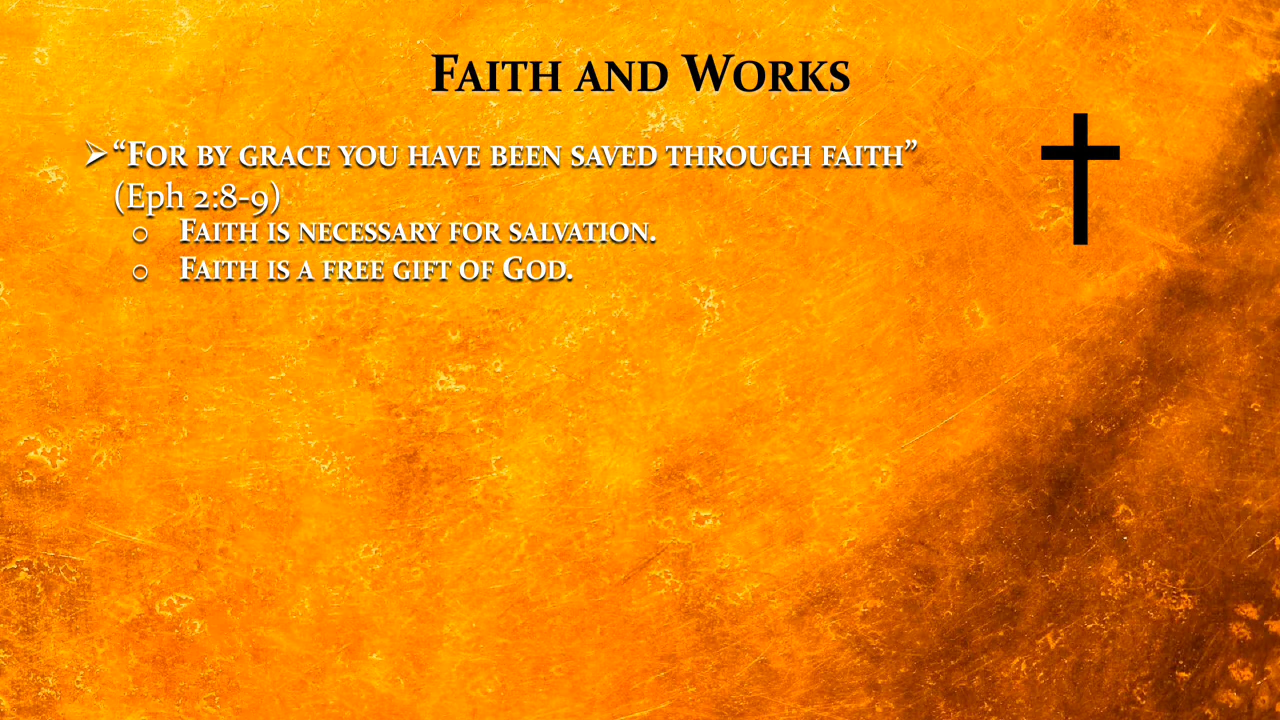 Faith and Works
➢ “For by grace you have been saved through faith”
(Eph 2:8-9)
o Faith is necessary for salvation.
o Faith is a free gift of God.